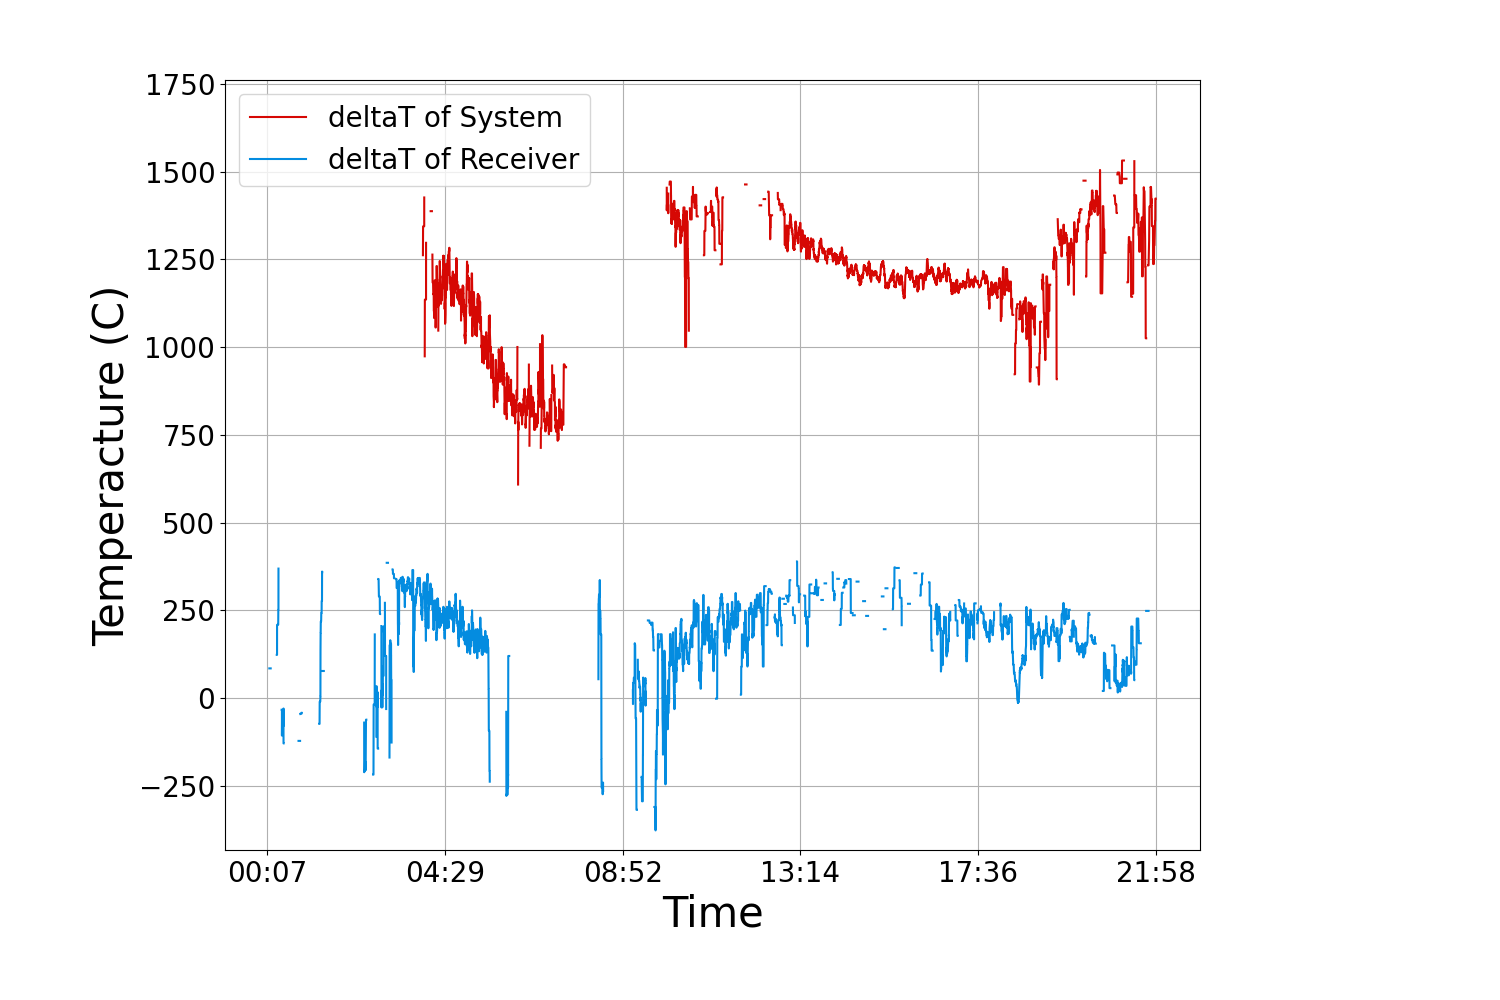 1750
1500
1250
1000
750
500
250
0
−250
deltaT of System
deltaT of Receiver
Temperacture (C)
00:07 04:29 08:52 13:14 17:36 21:58
Time